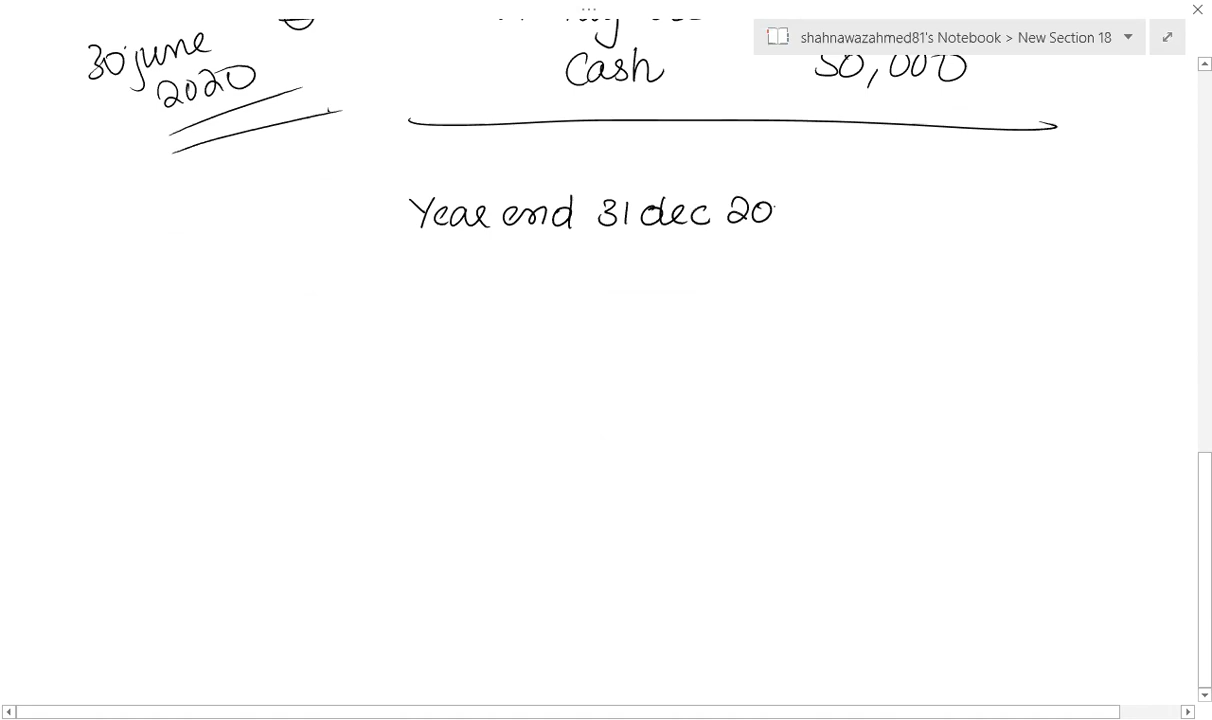 shahnawazahmed81's Notebook > New Section 18
30 june
2020
Cash 50,000
Year end 31 dec 20